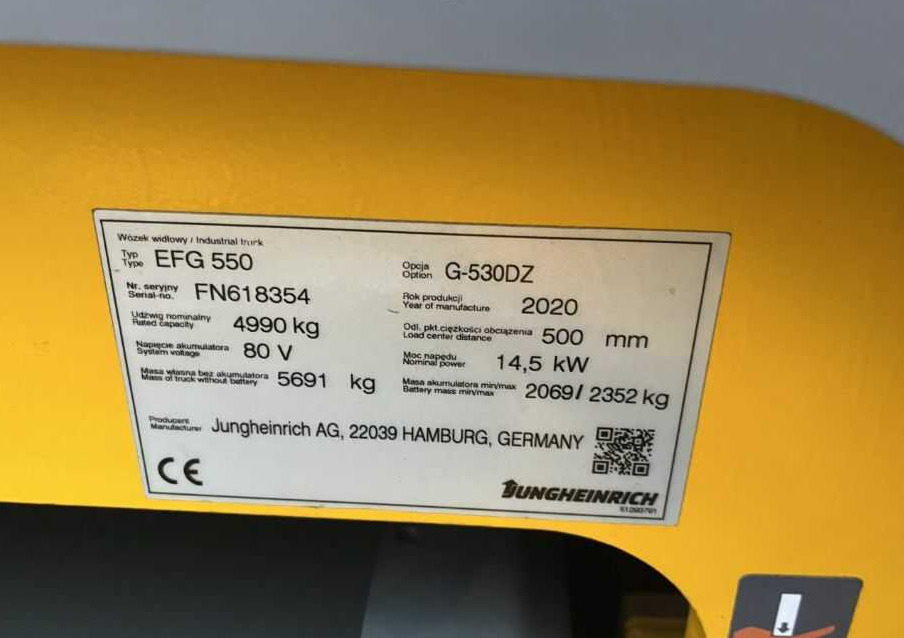 Wózek widłowy / Industrial truck
Typ
Type EFG 550
Opcja
Option G-530DZ
Nr. seryjny
Serial-no. FN618354
Rok produkcji
Year of manufacture 2020
Udźwig nominalny
Rated capacity 4990 kg
Odl. pkt.ciężkości obciążenia
Load center distance 500 mm
Napięcie akumulatora
System voltage 80 V
Moc napędu
Nominal power 14,5 kW
Masa własna bez akumulatora
Mass of truck without battery 5691 kg
Masa akumulatora min/max
Battery mass min/max 2069/ 2352 kg
Producent
Manufacturer Jungheinrich AG, 22039 HAMBURG, GERMANY
CE
JUNGHEINRICH